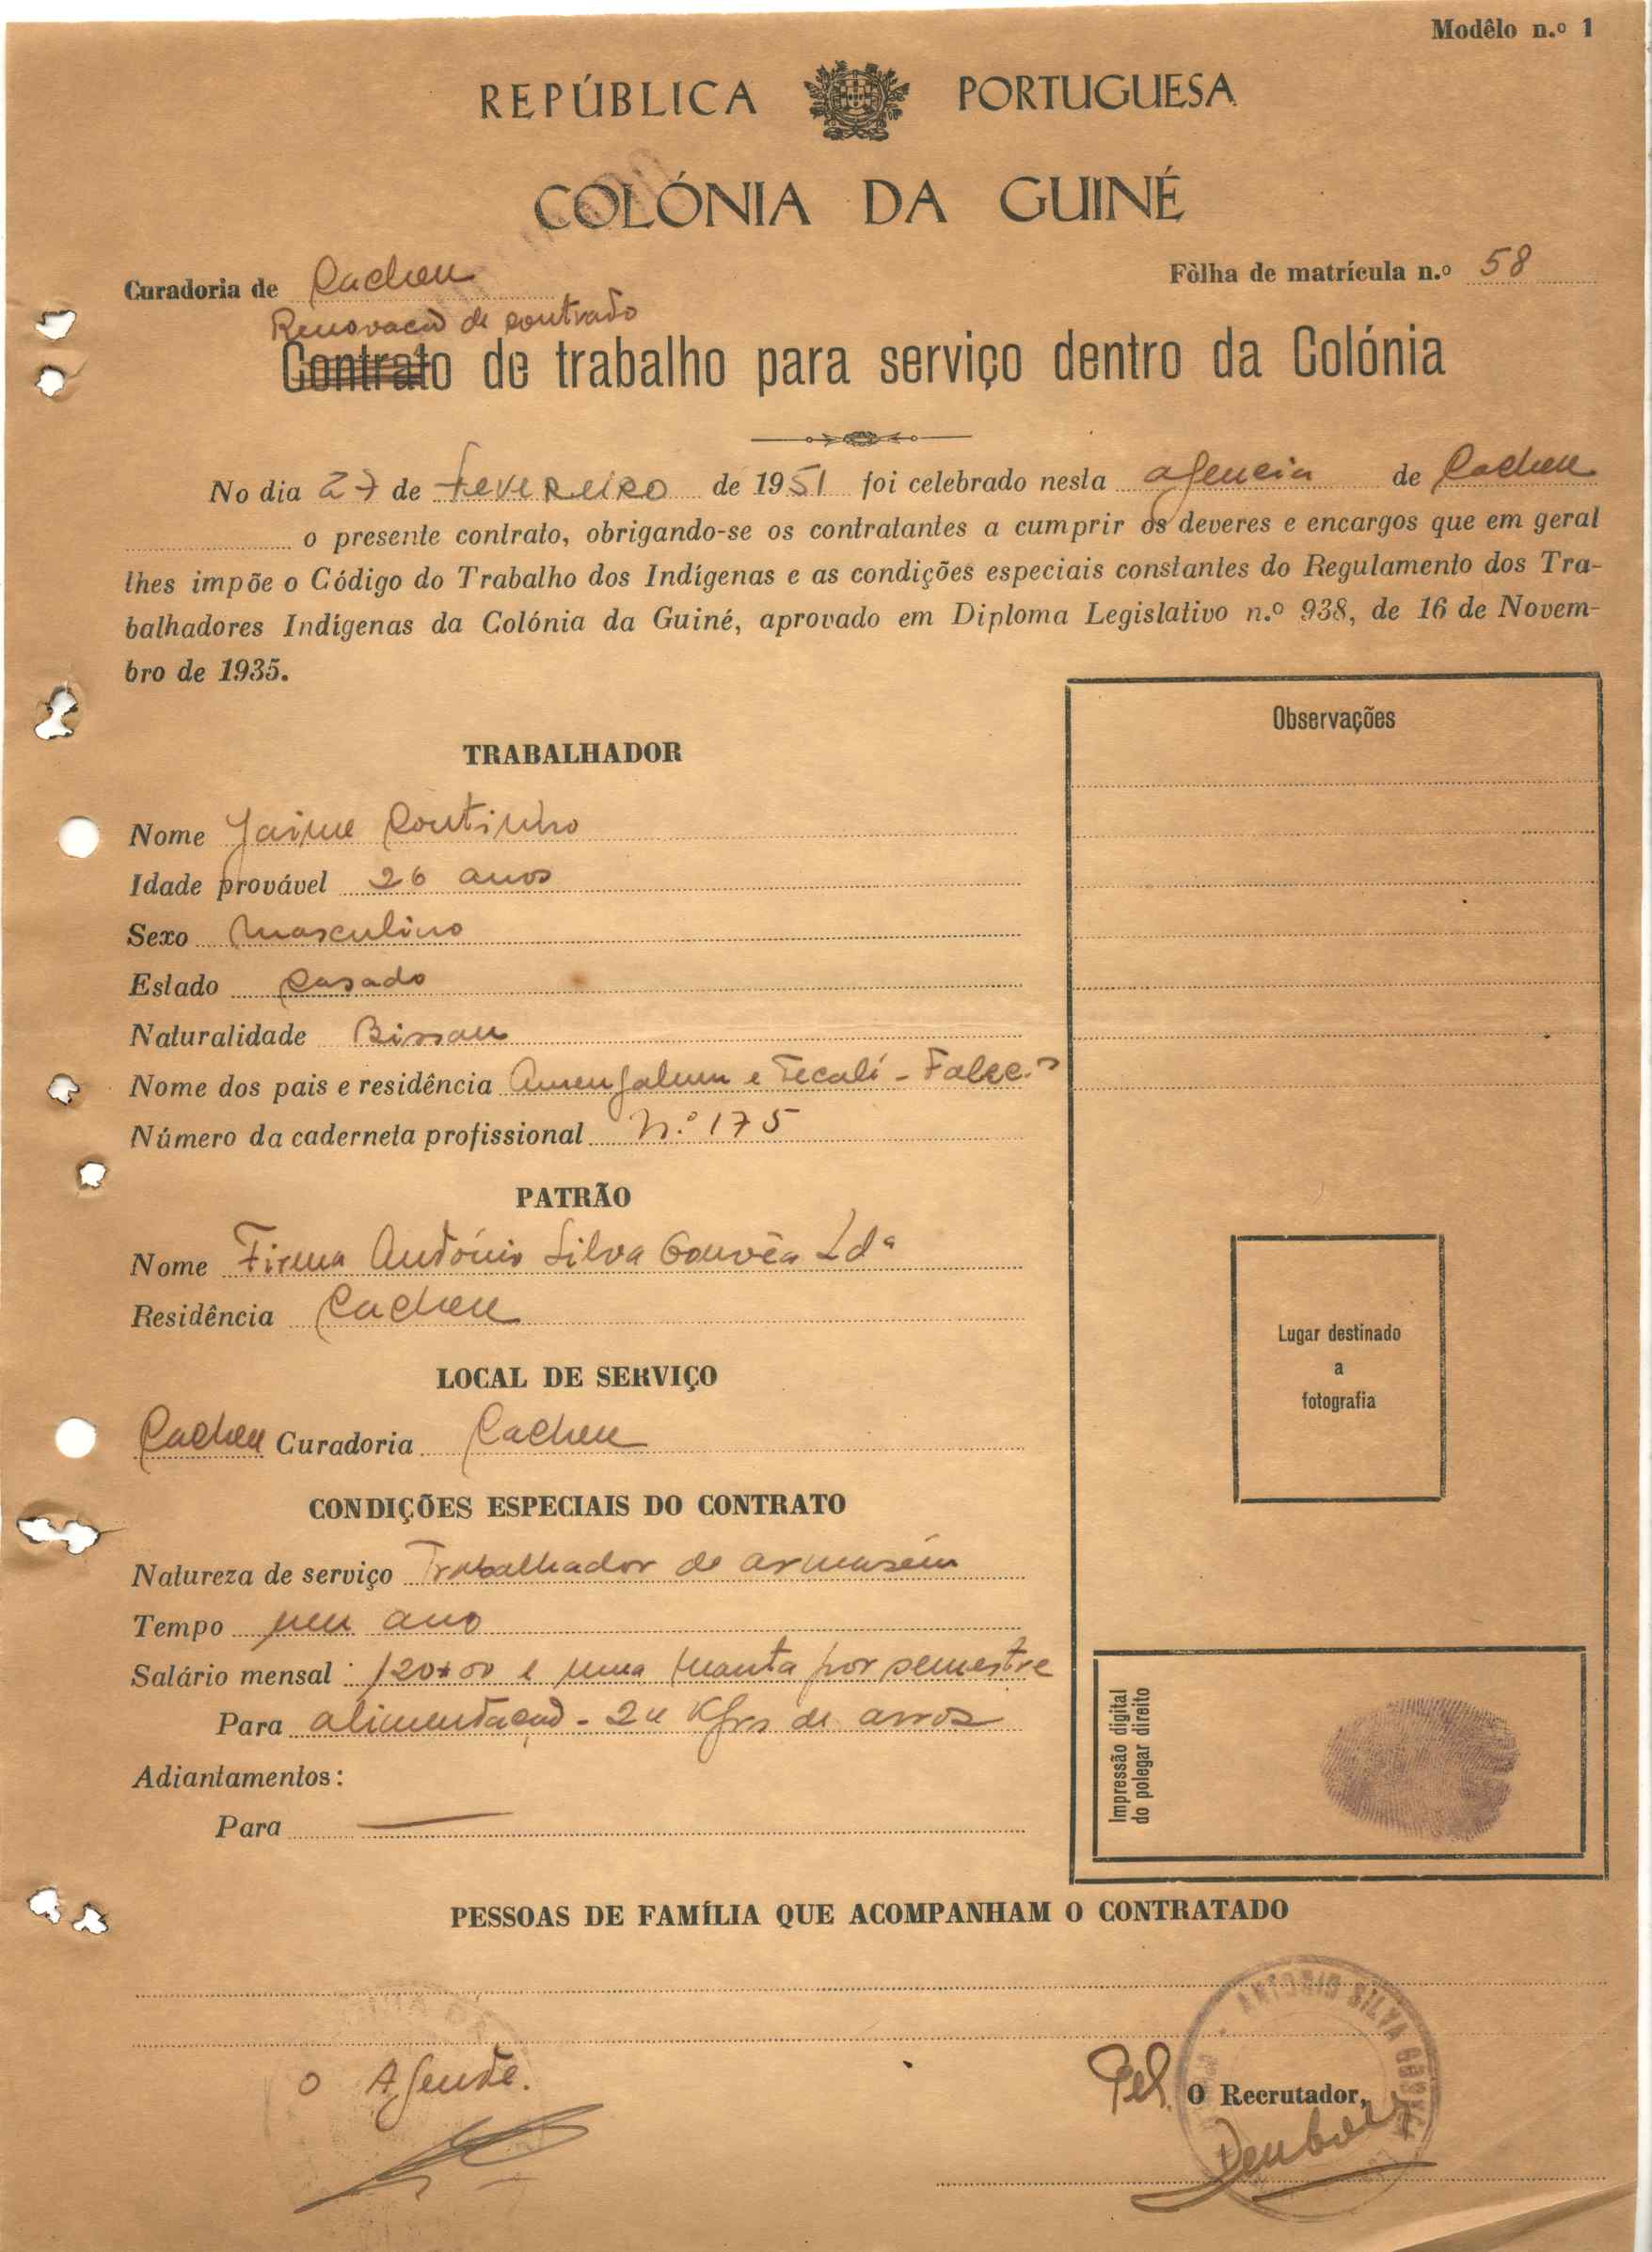 Modêlo n.º 1
REPÚBLICA PORTUGUESA
COLÓNIA DA GUINÉ
Curadoria de Cacheu
Fôlha de matrícula n.º 58
Renovação de contrato
Contrato de trabalho para serviço dentro da Colónia
No dia 27 de Fevereiro de 1951 foi celebrado nesta agencia de Cacheu
o presente contrato, obrigando-se os contratantes a cumprir os deveres e encargos que em geral
lhes impõe o Código do Trabalho dos Indígenas e as condições especiais constantes do Regulamento dos Tra-
balhadores Indígenas da Colónia da Guiné, aprovado em Diploma Legislativo n.º 938, de 16 de Novem-
bro de 1935.
Observações
TRABALHADOR
Nome Jaime Coutinho
Idade provável 26 anos
Sexo Masculino
Estado Casado
Naturalidade Bissau
Nome dos pais e residência e Tecali - Falec.º
Número da caderneta profissional N.º 175
PATRÃO
Nome Firma António Silva Gouvêa Ldª
Residência Cacheu
Lugar destinado
a
fotografia
LOCAL DE SERVIÇO
Cacheu Curadoria Cacheu
CONDIÇÕES ESPECIAIS DO CONTRATO
Natureza de serviço Trabalhador de armasém
Tempo um ano
Salário mensal: 120$00 e uma manta por semestre
Para alimentação - Kgrs de arroz
Adiantamentos:
Para
Impressão digital
do polegar direito
PESSOAS DE FAMÍLIA QUE ACOMPANHAM O CONTRATADO
ANTÓNIO SILVA GOUVÊA
O Agente.
Pel O Recrutador,